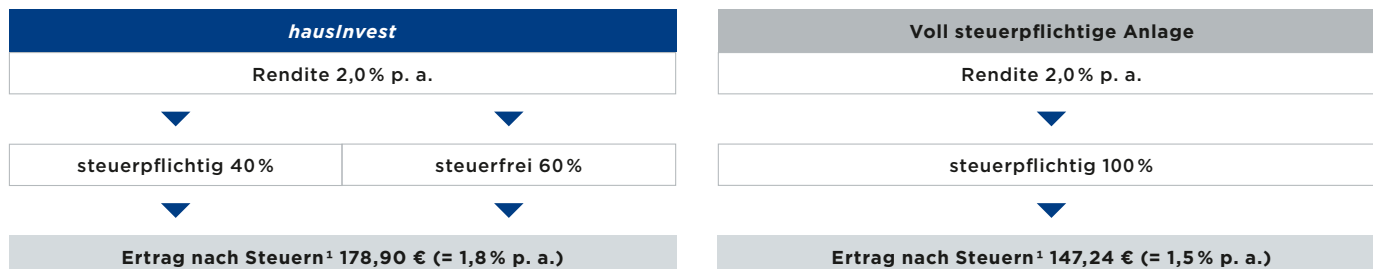 hausInvest
Rendite 2,0% p. a.
steuerpflichtig 40% steuerfrei 60%
Ertrag nach Steuern¹ 178,90 € (= 1,8% p. a.)
Voll steuerpflichtige Anlage
Rendite 2,0% p. a.
steuerpflichtig 100%
Ertrag nach Steuern¹ 147,24 € (= 1,5% p. a.)